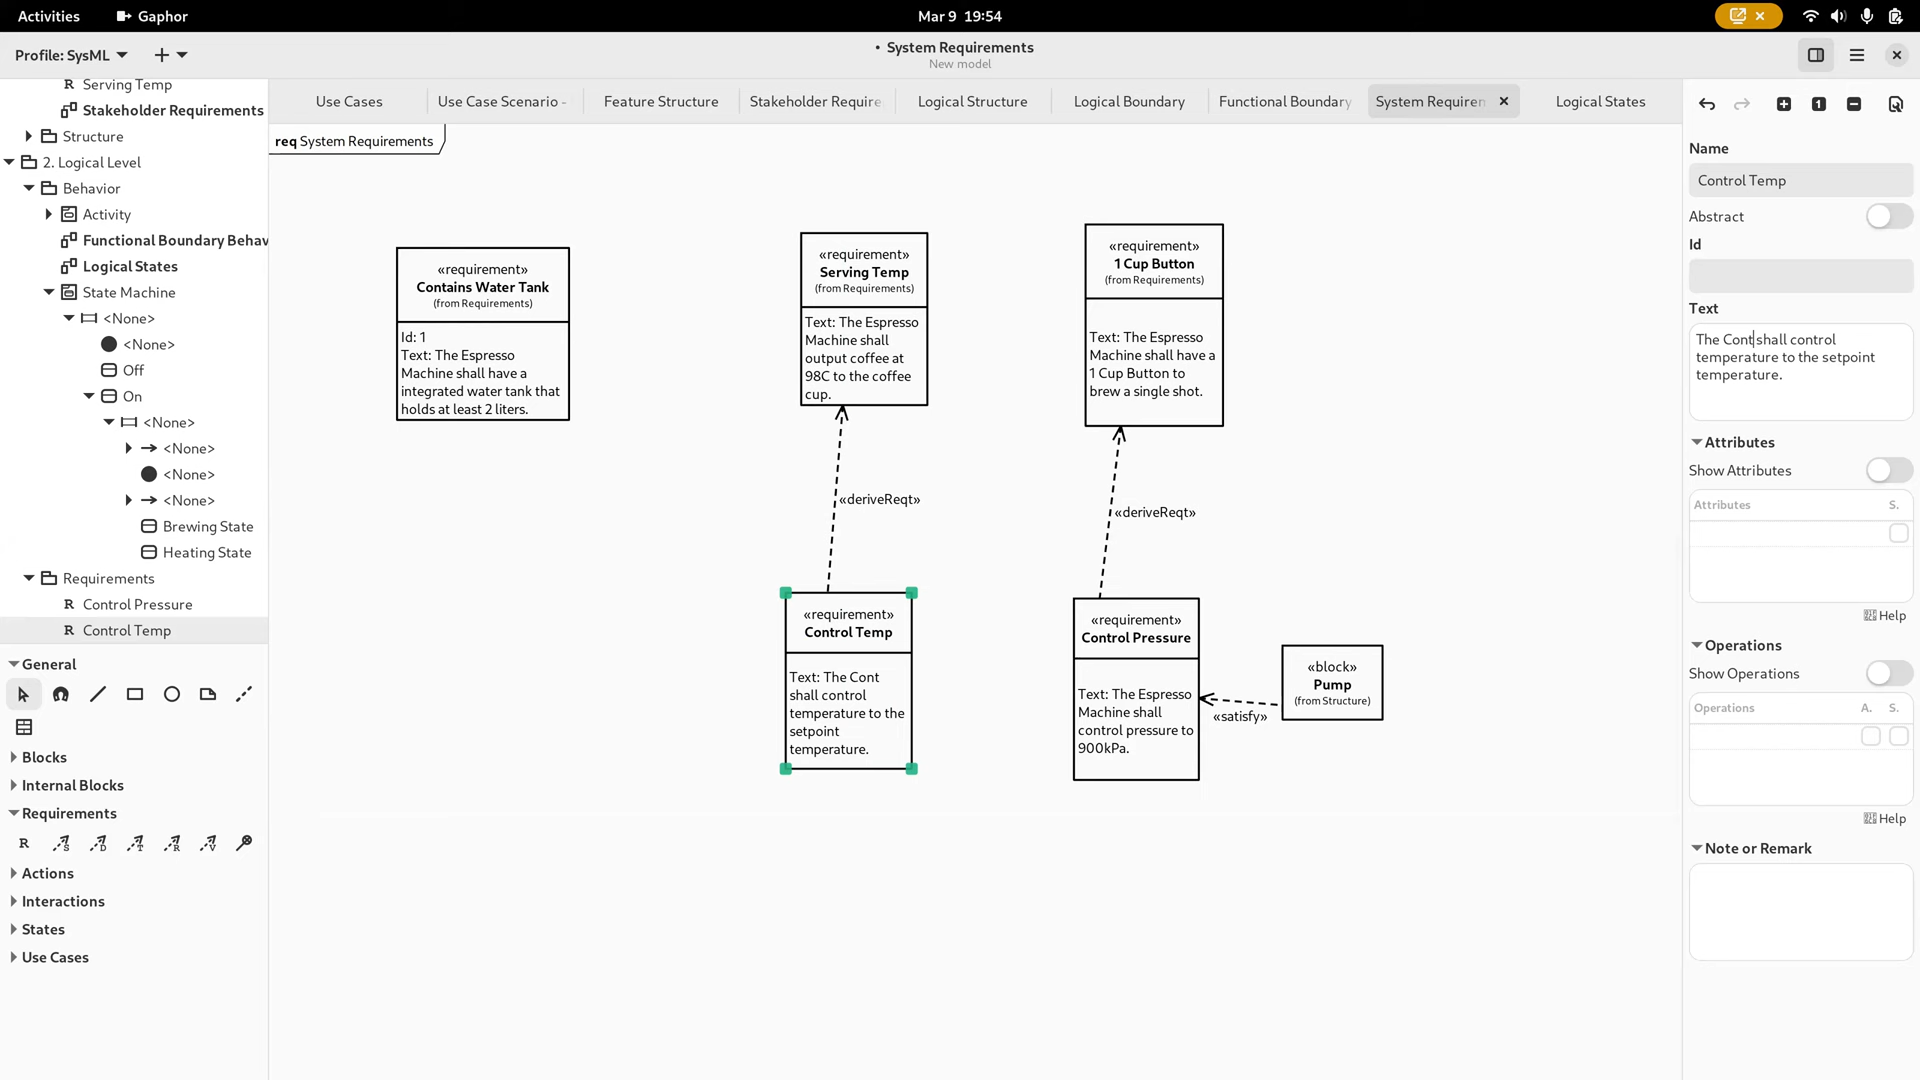 Activities
Gaphor
Mar 9 19:54
Profile: SysML
• System Requirements
New model
Serving Temp
Stakeholder Requirements
Structure
2. Logical Level
Behavior
Activity
Functional Boundary Behav
Logical States
State Machine
<None>
<None>
Off
On
<None>
<None>
<None>
<None>
Brewing State
Heating State
Requirements
R Control Pressure
R Control Temp
General
Blocks
Internal Blocks
Requirements
R S D T R V
Actions
Interactions
States
Use Cases
Use Cases
Use Case Scenario -
Feature Structure
Stakeholder Require
Logical Structure
Logical Boundary
Functional Boundary
System Requiren
Logical States
req System Requirements
«requirement»
Contains Water Tank
(from Requirements)
Id: 1
Text: The Espresso
Machine shall have a
integrated water tank that
holds at least 2 liters.
«requirement»
Serving Temp
(from Requirements)
Text: The Espresso
Machine shall
output coffee at
98C to the coffee
cup.
«requirement»
1 Cup Button
(from Requirements)
Text: The Espresso
Machine shall have a
1 Cup Button to
brew a single shot.
«deriveReqt»
«deriveReqt»
«requirement»
Control Temp
Text: The Cont
shall control
temperature to the
setpoint
temperature.
«requirement»
Control Pressure
Text: The Espresso
Machine shall
control pressure to
900kPa.
«satisfy»
«block»
Pump
(from Structure)
Name
Control Temp
Abstract
Id
Text
The Cont shall control
temperature to the setpoint
temperature.
Attributes
Show Attributes
Attributes S.
Help
Operations
Show Operations
Operations A. S.
Help
Note or Remark